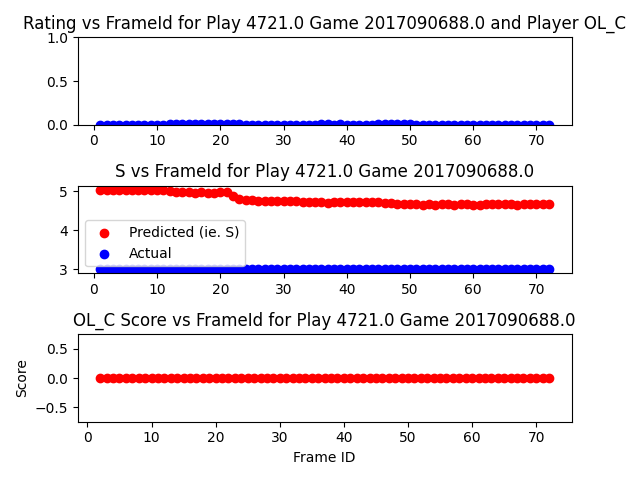 Rating vs FrameId for Play 4721.0 Game 2017090688.0 and Player OL_C
1.0
0.5
0.0
0 10 20 30 40 50 60 70
S vs FrameId for Play 4721.0 Game 2017090688.0
5
4
3
Predicted (ie. S)
Actual
0 10 20 30 40 50 60 70
OL_C Score vs FrameId for Play 4721.0 Game 2017090688.0
Score
0.5
0.0
−0.5
0 10 20 30 40 50 60 70
Frame ID